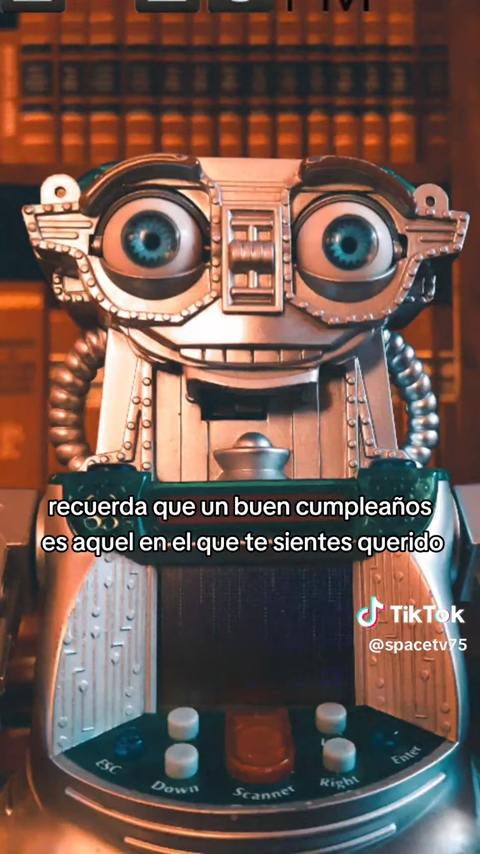 recuerda que un buen cumpleaños
es aquel en el que te sientes querido
TikTok
@spacetv75
ESC
Down
Scanner
Right
Enter